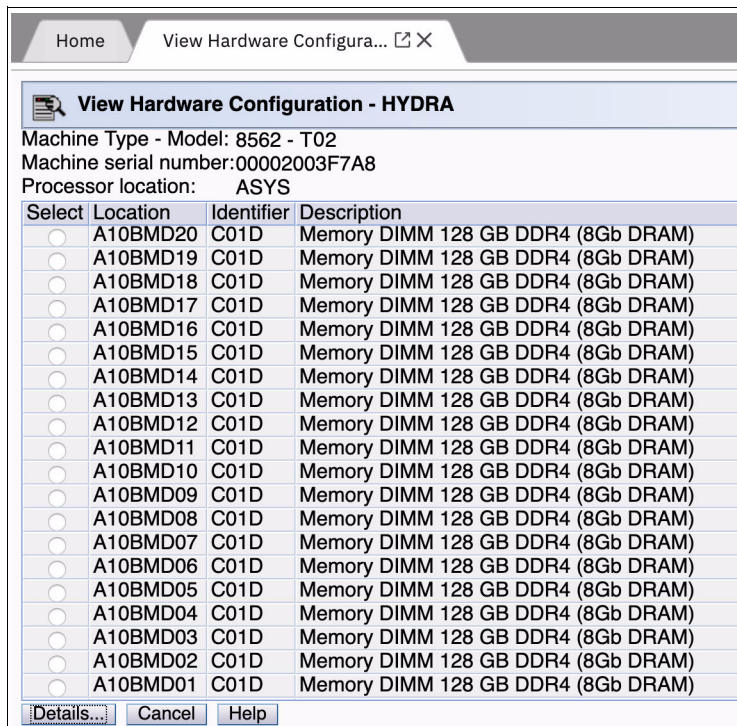 Home View Hardware Configura...
View Hardware Configuration - HYDRA
Machine Type - Model: 8562 - T02
Machine serial number:00002003F7A8
Processor location: ASYS
Select Location Identifier Description
A10BMD20 C01D Memory DIMM 128 GB DDR4 (8Gb DRAM)
A10BMD19 C01D Memory DIMM 128 GB DDR4 (8Gb DRAM)
A10BMD18 C01D Memory DIMM 128 GB DDR4 (8Gb DRAM)
A10BMD17 C01D Memory DIMM 128 GB DDR4 (8Gb DRAM)
A10BMD16 C01D Memory DIMM 128 GB DDR4 (8Gb DRAM)
A10BMD15 C01D Memory DIMM 128 GB DDR4 (8Gb DRAM)
A10BMD14 C01D Memory DIMM 128 GB DDR4 (8Gb DRAM)
A10BMD13 C01D Memory DIMM 128 GB DDR4 (8Gb DRAM)
A10BMD12 C01D Memory DIMM 128 GB DDR4 (8Gb DRAM)
A10BMD11 C01D Memory DIMM 128 GB DDR4 (8Gb DRAM)
A10BMD10 C01D Memory DIMM 128 GB DDR4 (8Gb DRAM)
A10BMD09 C01D Memory DIMM 128 GB DDR4 (8Gb DRAM)
A10BMD08 C01D Memory DIMM 128 GB DDR4 (8Gb DRAM)
A10BMD07 C01D Memory DIMM 128 GB DDR4 (8Gb DRAM)
A10BMD06 C01D Memory DIMM 128 GB DDR4 (8Gb DRAM)
A10BMD05 C01D Memory DIMM 128 GB DDR4 (8Gb DRAM)
A10BMD04 C01D Memory DIMM 128 GB DDR4 (8Gb DRAM)
A10BMD03 C01D Memory DIMM 128 GB DDR4 (8Gb DRAM)
A10BMD02 C01D Memory DIMM 128 GB DDR4 (8Gb DRAM)
A10BMD01 C01D Memory DIMM 128 GB DDR4 (8Gb DRAM)
Details... Cancel Help